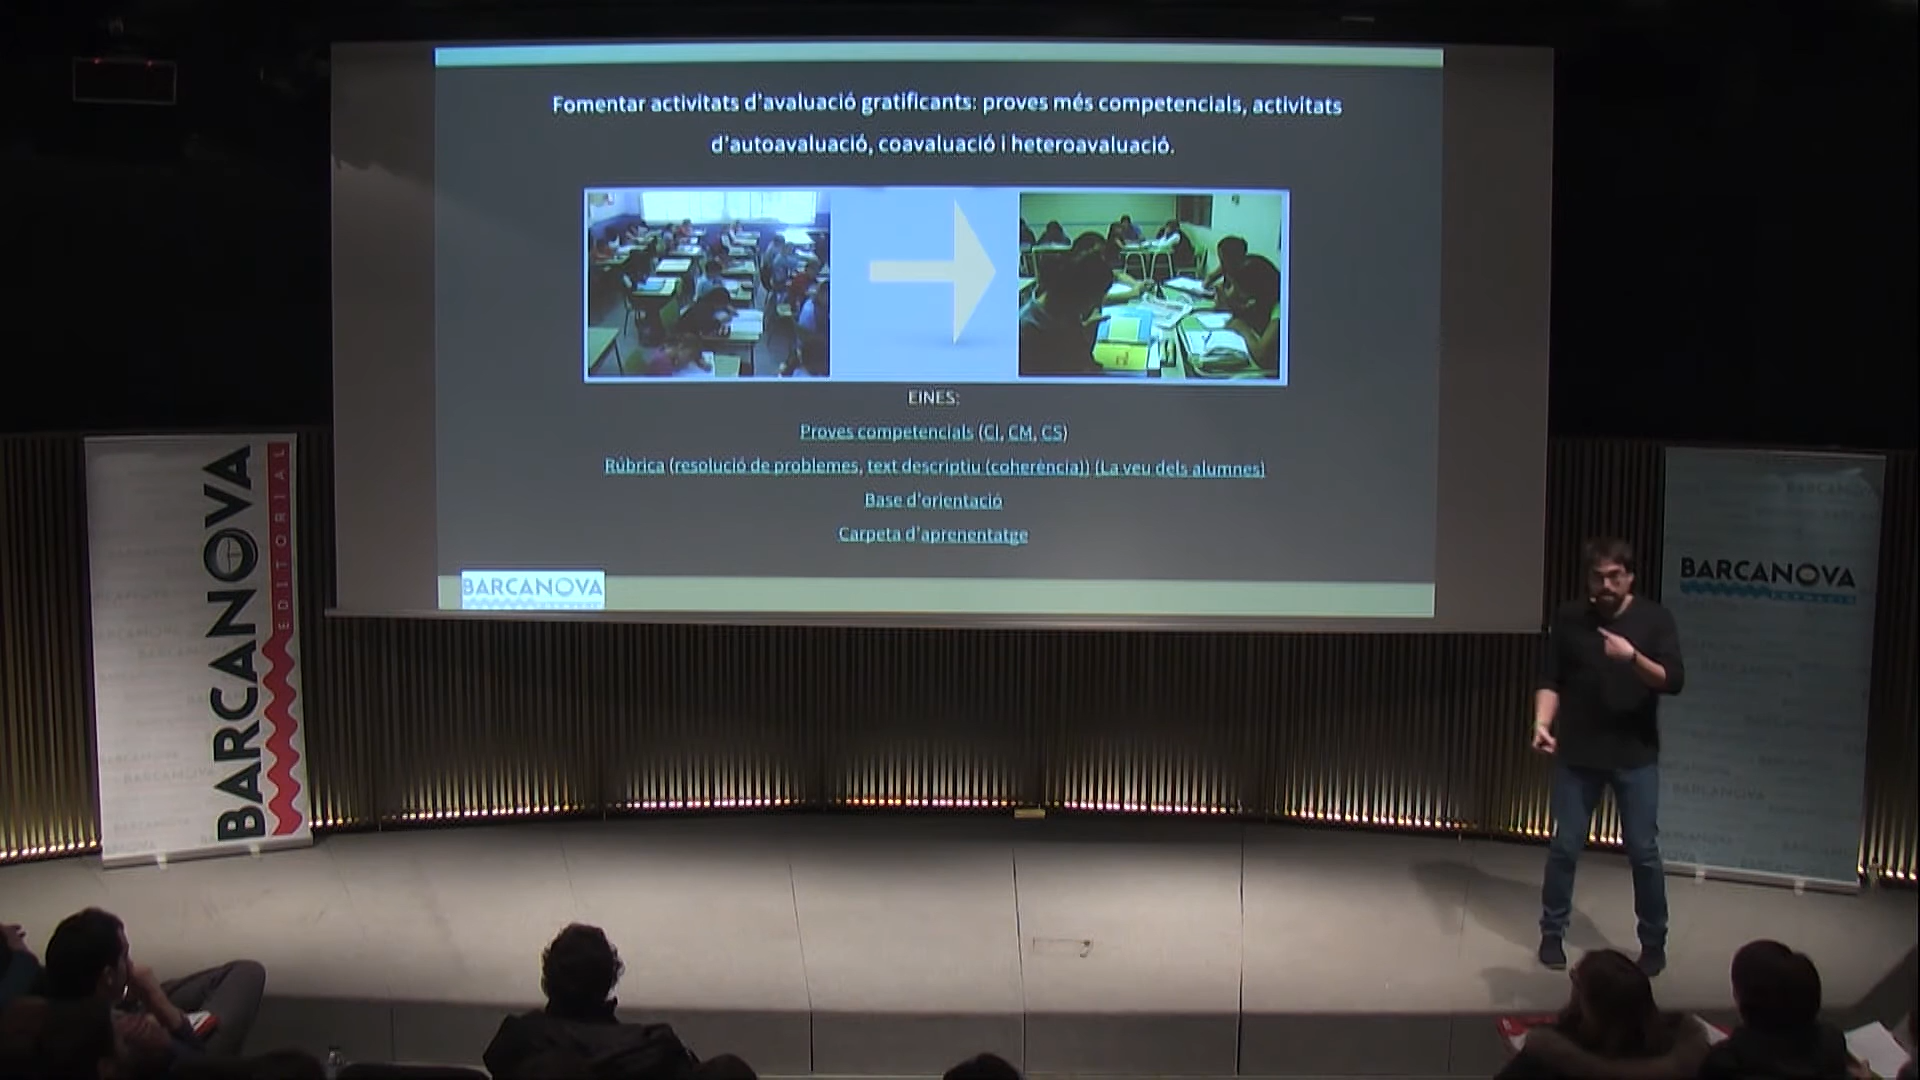 Fomentar activitats d'avaluació gratificants: proves més competencials, activitats
d'autoavaluació, coavaluació i heteroavaluació.
EINES:
Proves competencials (CI, CM, CS)
Rúbrica (resolució de problemes, text descriptiu (coherència)) (La veu dels alumnes)
Base d'orientació
Carpeta d'aprenentatge
BARCANOVA
BARCANOVA
EDITORIAL
BARCANOVA